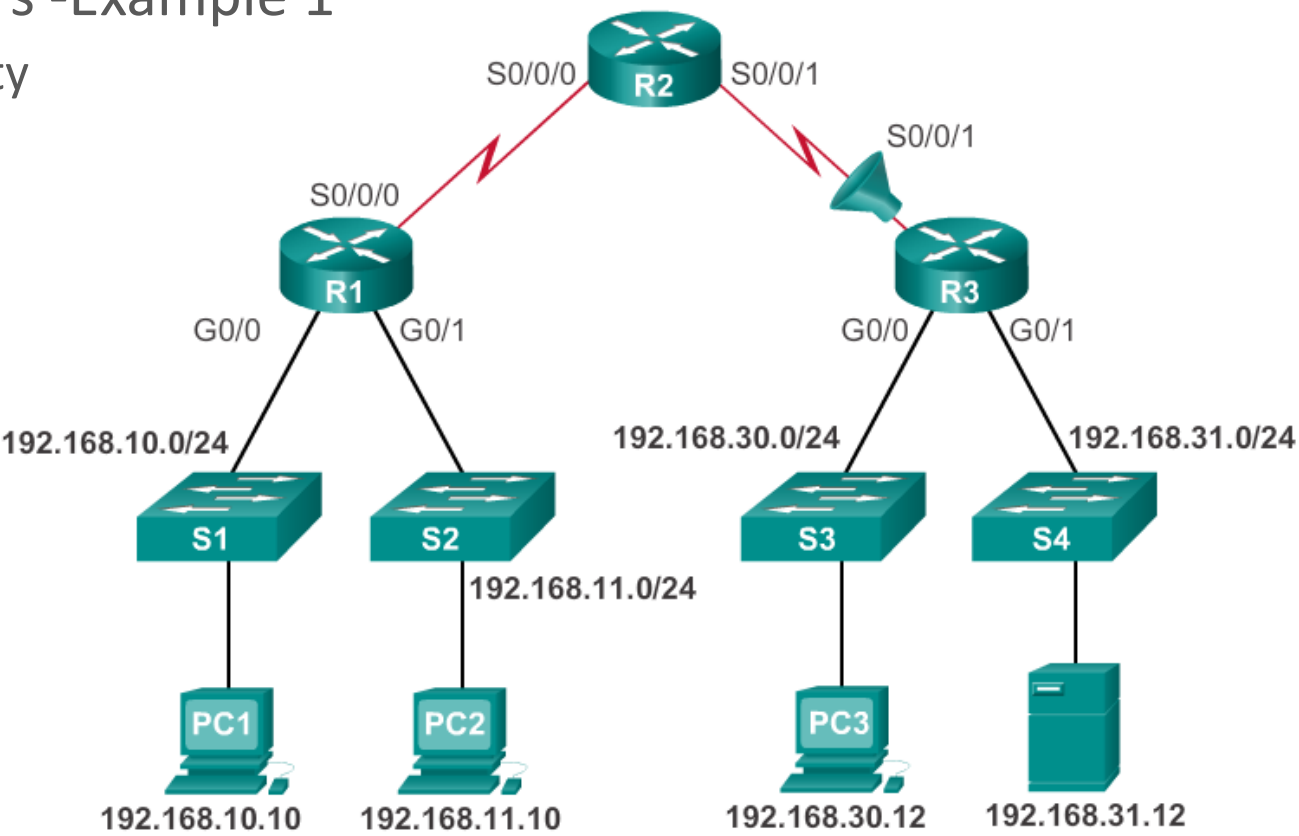 s -Example 1
ty
S0/0/0
R2
S0/0/1
S0/0/1
S0/0/0
R1
R3
G0/0
G0/1
G0/0
G0/1
192.168.10.0/24
192.168.30.0/24
192.168.31.0/24
S1
S2
S3
S4
192.168.11.0/24
PC1
PC2
PC3
192.168.10.10
192.168.11.10
192.168.30.12
192.168.31.12